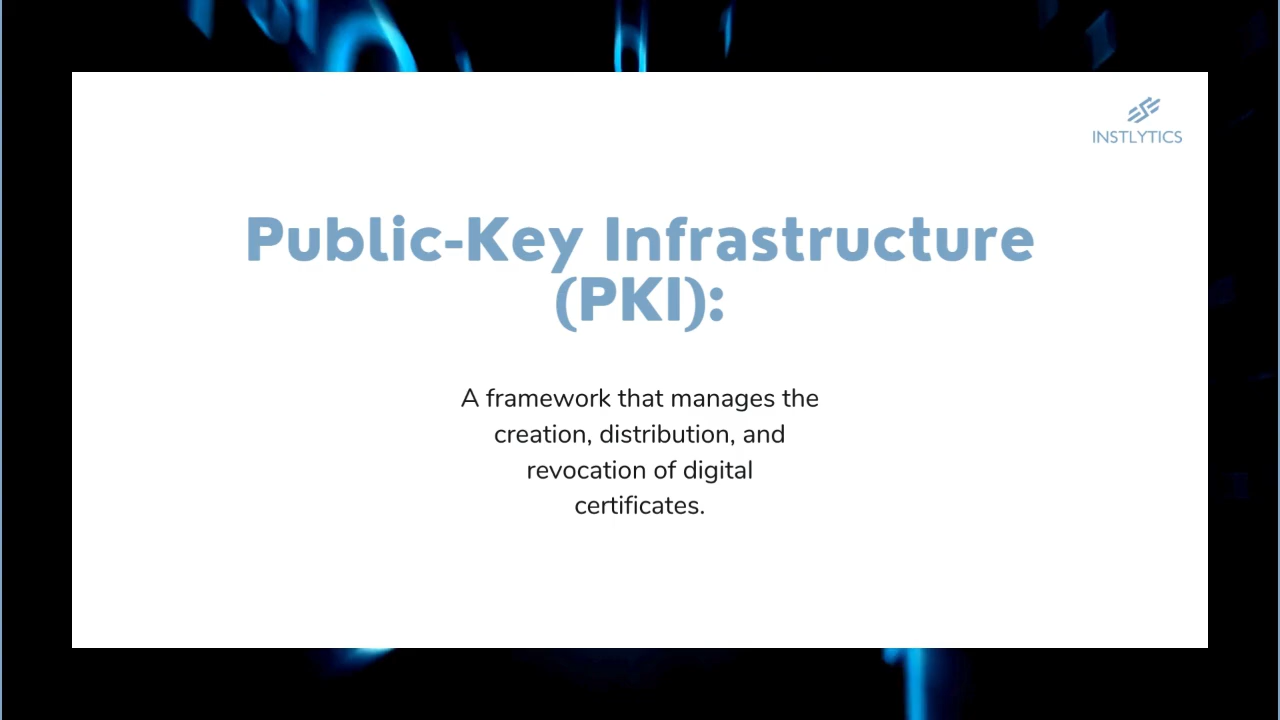 INSTLYTICS
Public-Key Infrastructure
(PKI):
A framework that manages the
creation, distribution, and
revocation of digital
certificates.